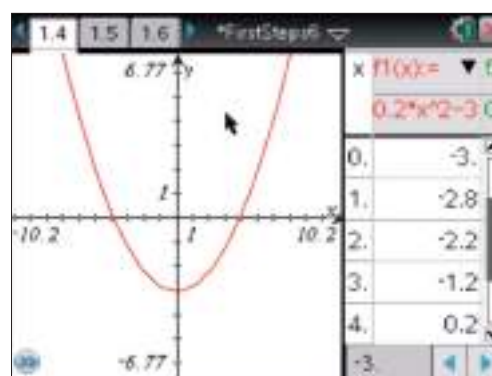 1.4 1.5 1.6 *FirstSteps6
6.77 y
1
x
-10.2 1 10.2
-6.77
x f1(x):= ▼
0.2*x^2-3
0. -3.
1. -2.8
2. -2.2
3. -1.2
4. 0.2
-3.